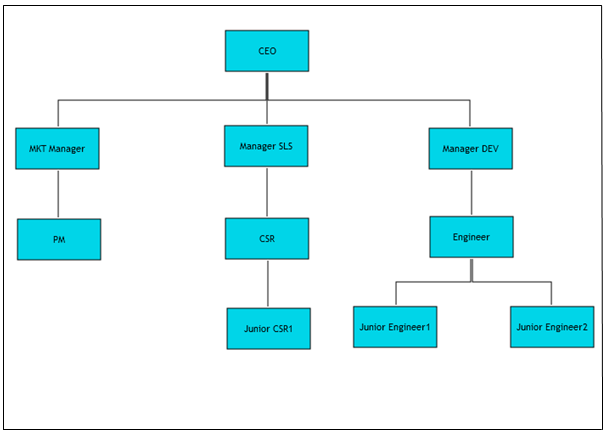 CEO
MKT Manager
Manager SLS
Manager DEV
PM
CSR
Engineer
Junior CSR1
Junior Engineer1
Junior Engineer2